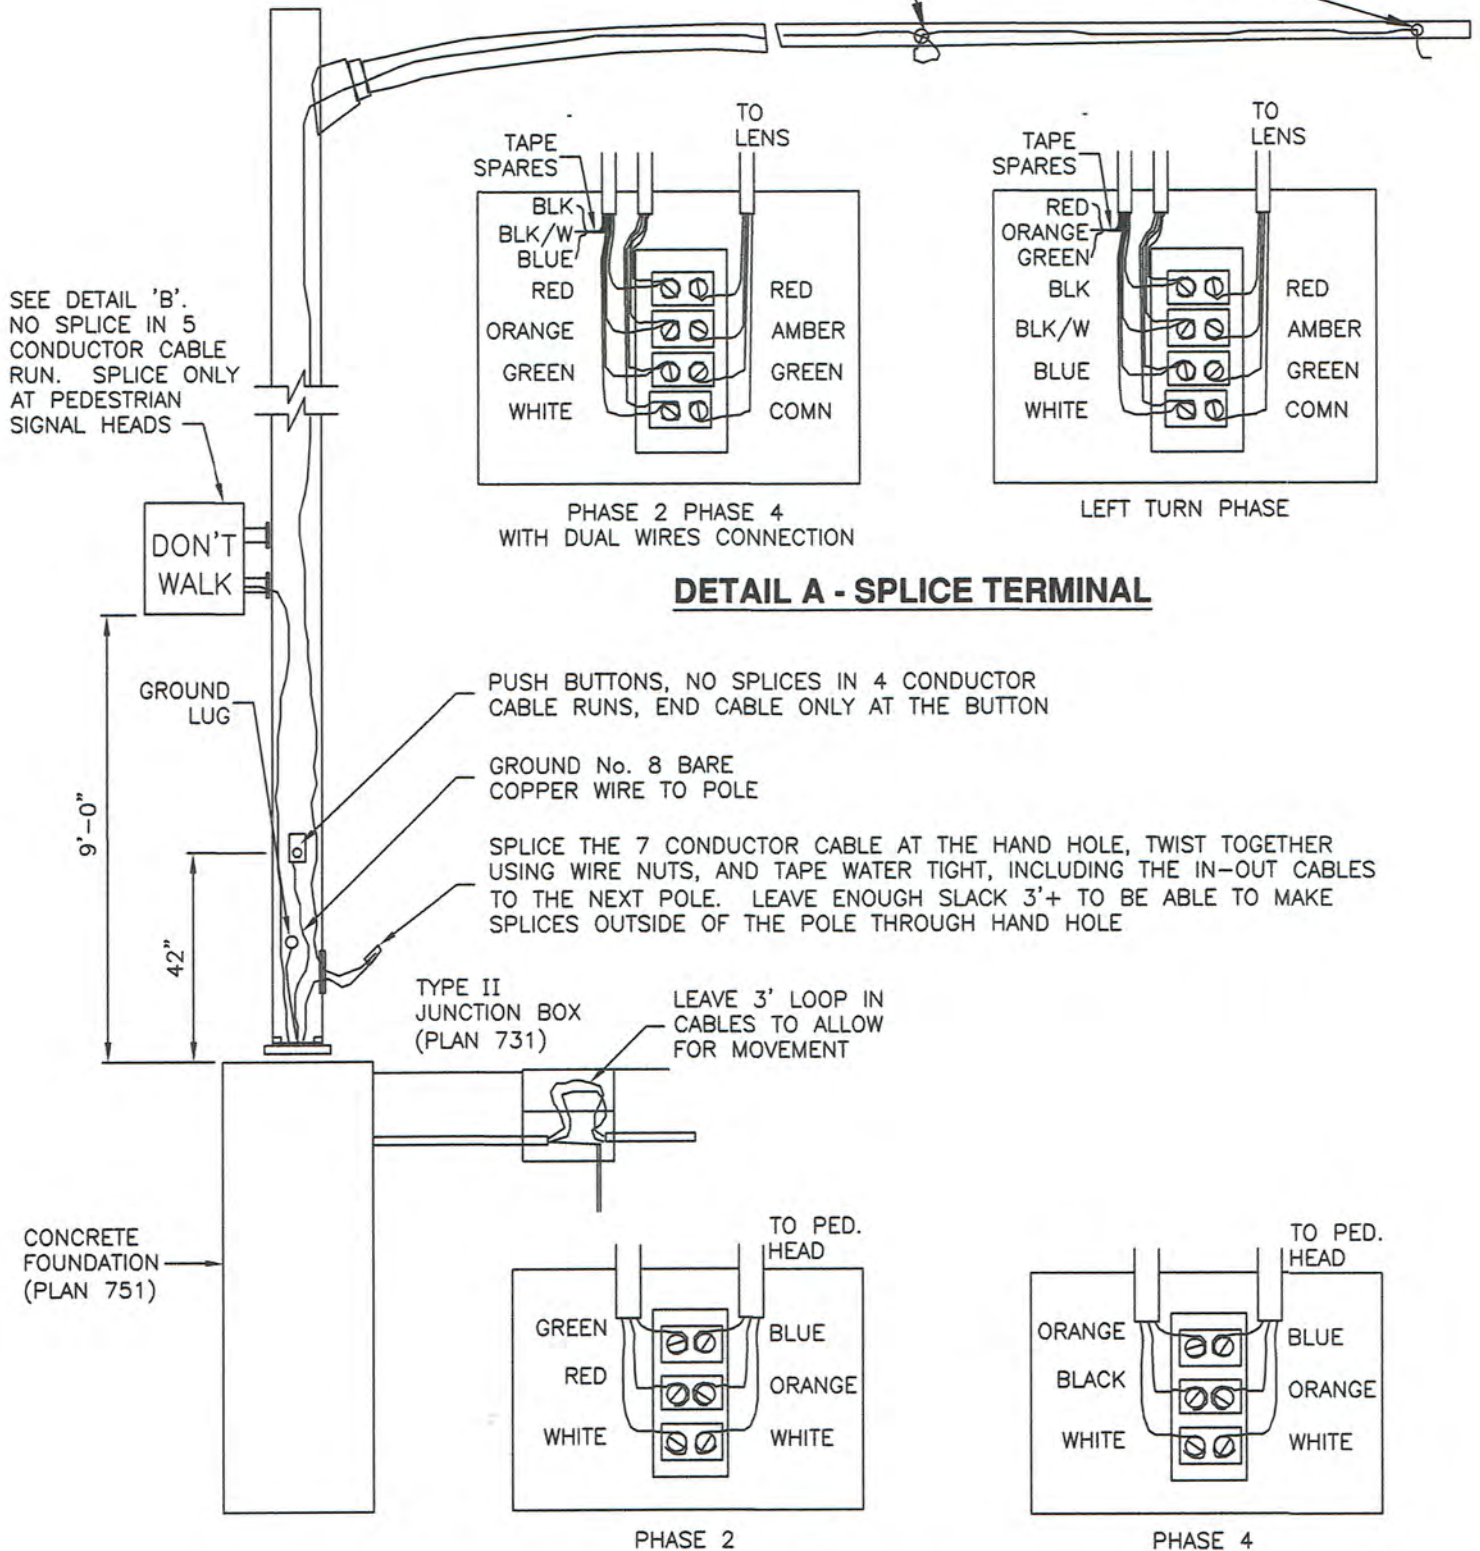 TO
LENS
TAPE
SPARES
BLK
BLK/W
BLUE
RED
RED
ORANGE
AMBER
GREEN
GREEN
WHITE
COMN
PHASE 2 PHASE 4
WITH DUAL WIRES CONNECTION
TO
LENS
TAPE
SPARES
RED
ORANGE
GREEN
BLK
RED
BLK/W
AMBER
BLUE
GREEN
WHITE
COMN
LEFT TURN PHASE
DETAIL A - SPLICE TERMINAL
SEE DETAIL 'B'.
NO SPLICE IN 5
CONDUCTOR CABLE
RUN. SPLICE ONLY
AT PEDESTRIAN
SIGNAL HEADS
DON'T
WALK
GROUND
LUG
9'-0"
42"
PUSH BUTTONS, NO SPLICES IN 4 CONDUCTOR
CABLE RUNS, END CABLE ONLY AT THE BUTTON
GROUND No. 8 BARE
COPPER WIRE TO POLE
SPLICE THE 7 CONDUCTOR CABLE AT THE HAND HOLE, TWIST TOGETHER
USING WIRE NUTS, AND TAPE WATER TIGHT, INCLUDING THE IN-OUT CABLES
TO THE NEXT POLE. LEAVE ENOUGH SLACK 3'+ TO BE ABLE TO MAKE
SPLICES OUTSIDE OF THE POLE THROUGH HAND HOLE
TYPE II
JUNCTION BOX
(PLAN 731)
LEAVE 3' LOOP IN
CABLES TO ALLOW
FOR MOVEMENT
CONCRETE
FOUNDATION
(PLAN 751)
TO PED.
HEAD
GREEN
BLUE
RED
ORANGE
WHITE
WHITE
PHASE 2
TO PED.
HEAD
ORANGE
BLUE
BLACK
ORANGE
WHITE
WHITE
PHASE 4